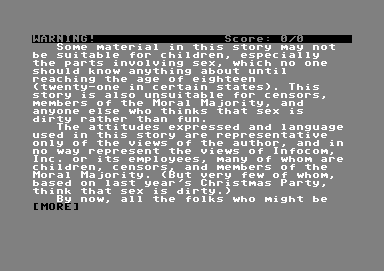 WARNING! Score: 0/0
Some material in this story may not
be suitable for children, especially
the parts involving sex, which no one
should know anything about until
reaching the age of eighteen
(twenty-one in certain states). This
story is also unsuitable for censors,
members of the Moral Majority, and
anyone else who thinks that sex is
dirty rather than fun.
The attitudes expressed and language
used in this story are representative
only of the views of the author, and in
no way represent the views of Infocom,
Inc. or its employees, many of whom are
children, censors, and members of the
Moral Majority. (But very few of whom,
based on last year's Christmas Party,
think that sex is dirty.)
By now, all the folks who might be
[MORE]